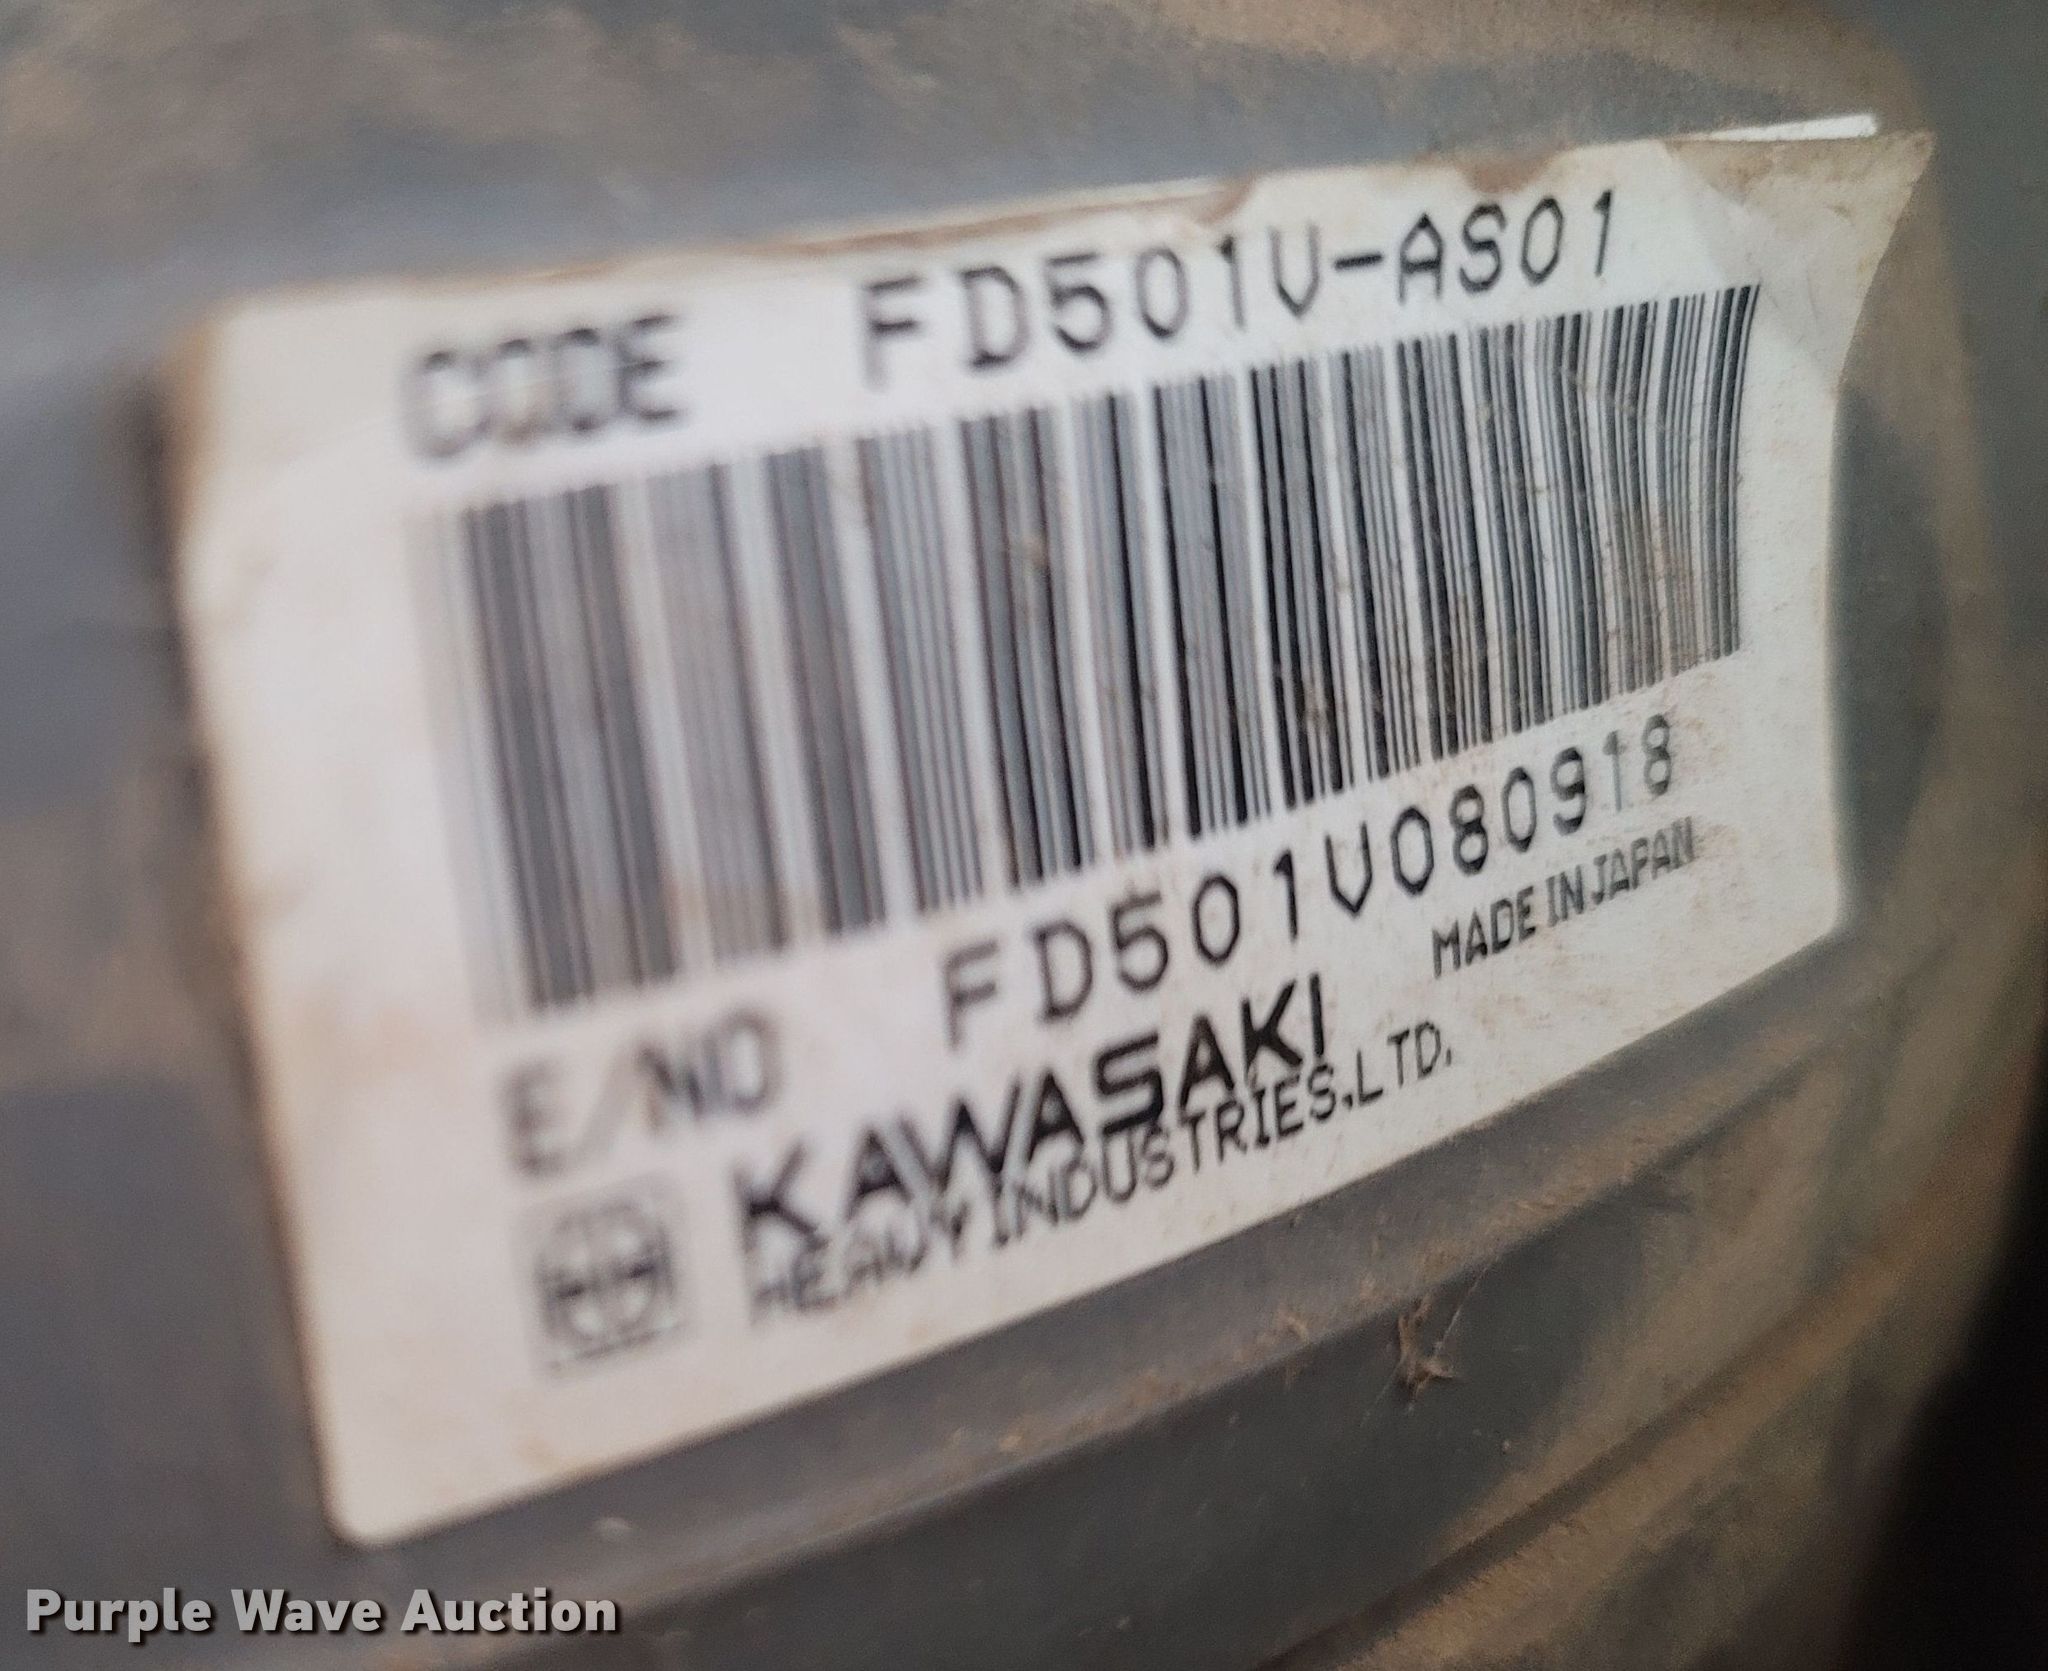 CODE FD501V-AS01
E/NO FD501V080918
MADE IN JAPAN
KAWASAKI
HEAVY INDUSTRIES,LTD.
Purple Wave Auction